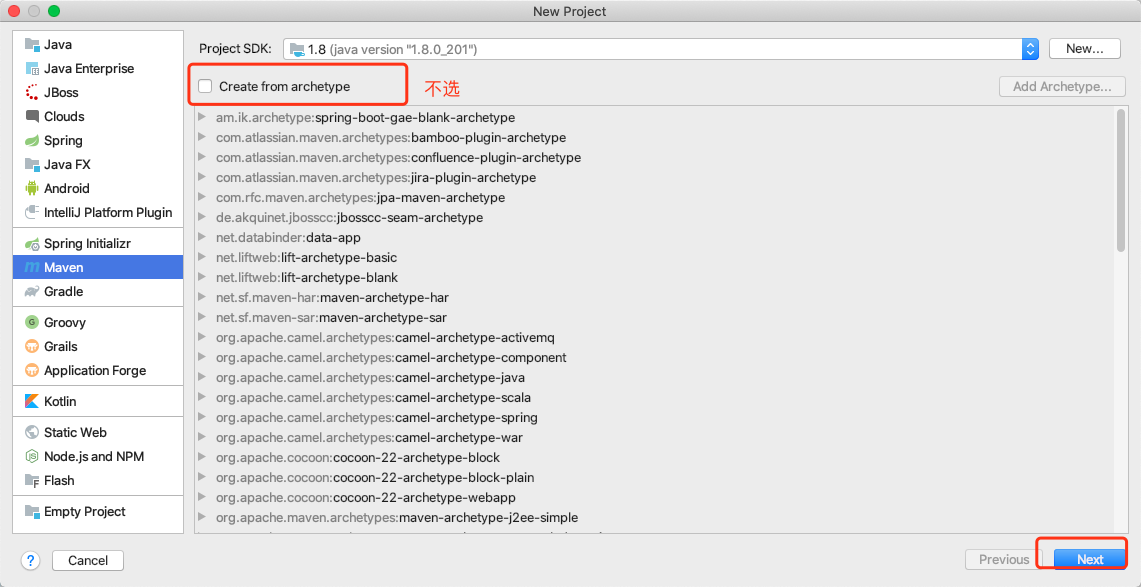 New Project
Java
Java Enterprise
JBoss
Clouds
Spring
Java FX
Android
IntelliJ Platform Plugin
Spring Initializr
Maven
Gradle
Groovy
Grails
Application Forge
Kotlin
Static Web
Node.js and NPM
Flash
Empty Project
Project SDK: 1.8 (java version "1.8.0_201") New...
Create from archetype 不选 Add Archetype...
am.ik.archetype:spring-boot-gae-blank-archetype
com.atlassian.maven.archetypes:bamboo-plugin-archetype
com.atlassian.maven.archetypes:confluence-plugin-archetype
com.atlassian.maven.archetypes:jira-plugin-archetype
com.rfc.maven.archetypes:jpa-maven-archetype
de.akquinet.jbosscc:jbosscc-seam-archetype
net.databinder:data-app
net.liftweb:lift-archetype-basic
net.liftweb:lift-archetype-blank
net.sf.maven-har:maven-archetype-har
net.sf.maven-sar:maven-archetype-sar
org.apache.camel.archetypes:camel-archetype-activemq
org.apache.camel.archetypes:camel-archetype-component
org.apache.camel.archetypes:camel-archetype-java
org.apache.camel.archetypes:camel-archetype-scala
org.apache.camel.archetypes:camel-archetype-spring
org.apache.camel.archetypes:camel-archetype-war
org.apache.cocoon:cocoon-22-archetype-block
org.apache.cocoon:cocoon-22-archetype-block-plain
org.apache.cocoon:cocoon-22-archetype-webapp
org.apache.maven.archetypes:maven-archetype-j2ee-simple
? Cancel Previous Next